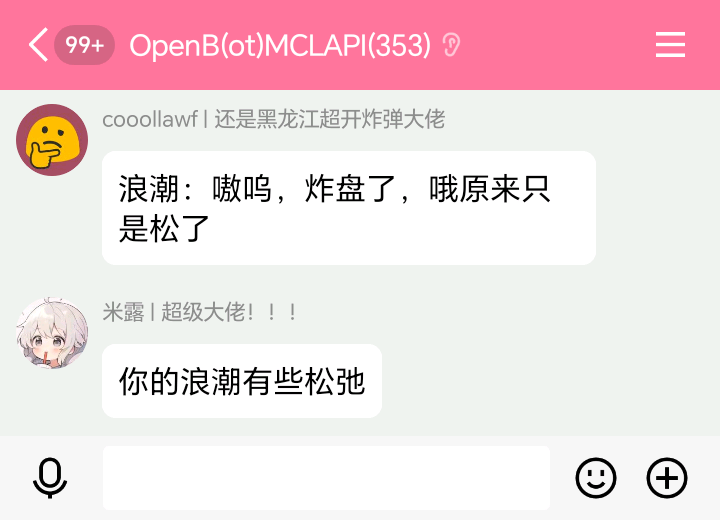 99+
OpenB(ot)MCLAPI(353)
cooollawf | 还是黑龙江超开炸弹大佬
浪潮：嗷呜，炸盘了，哦原来只
是松了
米露 | 超级大佬！！！
你的浪潮有些松弛